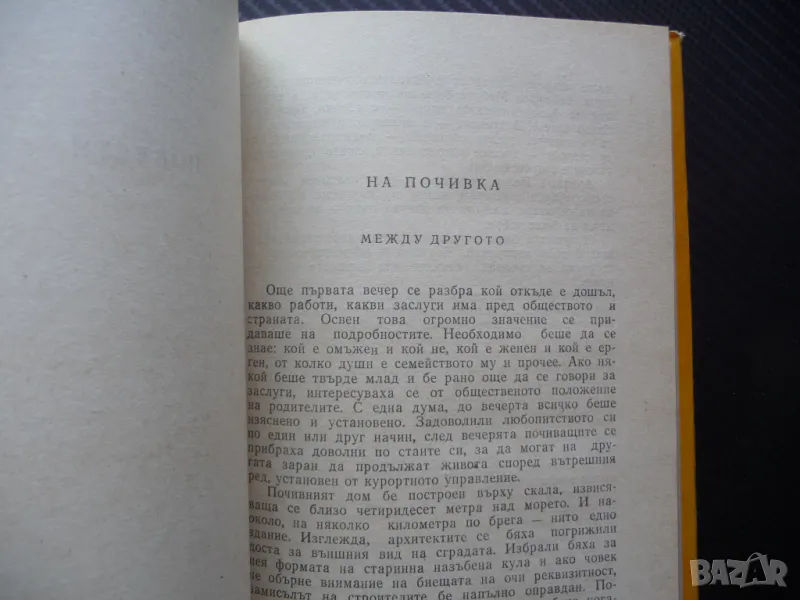 НА ПОЧИВКА
МЕЖДУ ДРУГОТО
Още първата вечер се разбра кой откъде е дошъл,
какво работи, какви заслуги има пред обществото и
страната. Освен това огромно значение се при-
даваше на подробностите. Необходимо беше да се
знае: кой е омъжен и кой не, кой е женен и кой е ер-
ген, от колко души е семейството му и прочее. Ако ня-
кой беше твърде млад и бе рано още да се говори за
заслуги, интересуваха се от общественото положение
на родителите. С една дума, до вечерта всичко беше
изяснено и установено. Задоволили любопитството си
по един или друг начин, след вечерята почиващите се
прибраха доволни по стаите си, за да могат на дру-
гата заран да продължат живота според вътрешния
ред, установен от курортното управление.
Почивният дом бе построен върху скала, извися-
ваща се близо четиридесет метра над морето. И на-
около, на няколко километра по брега — нито едно
здание. Изглежда, архитектите се бяха погрижили
доста за външния вид на сградата. Избрали бяха за
нея формата на старинна назъбена кула и ако човек
не обърне внимание на биещата на очи реквизитност,
замисълът на строителите бе напълно оправдан. По-
BAZAR
.bg